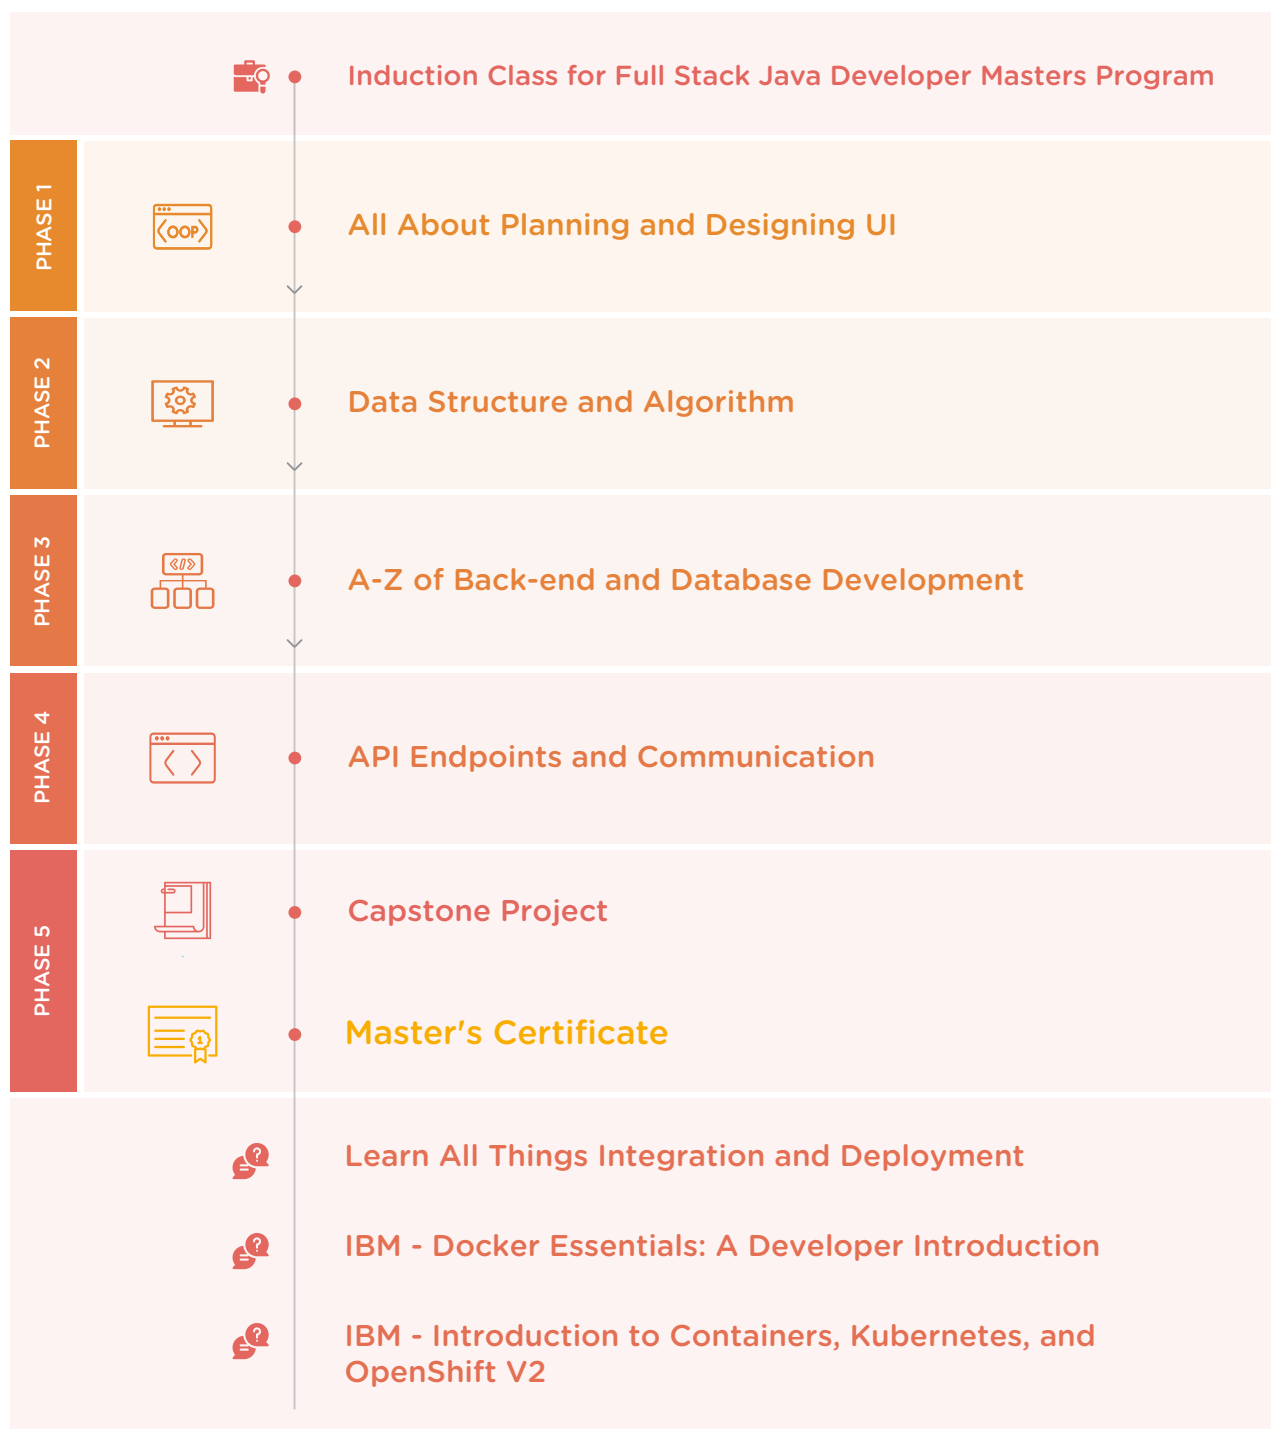 Induction Class for Full Stack Java Developer Masters Program
PHASE 1
OOP
All About Planning and Designing UI
PHASE 2
Data Structure and Algorithm
PHASE 3
</>
A-Z of Back-end and Database Development
PHASE 4
< >
API Endpoints and Communication
PHASE 5
Capstone Project
1
Master's Certificate
?
Learn All Things Integration and Deployment
?
IBM - Docker Essentials: A Developer Introduction
?
IBM - Introduction to Containers, Kubernetes, and
OpenShift V2